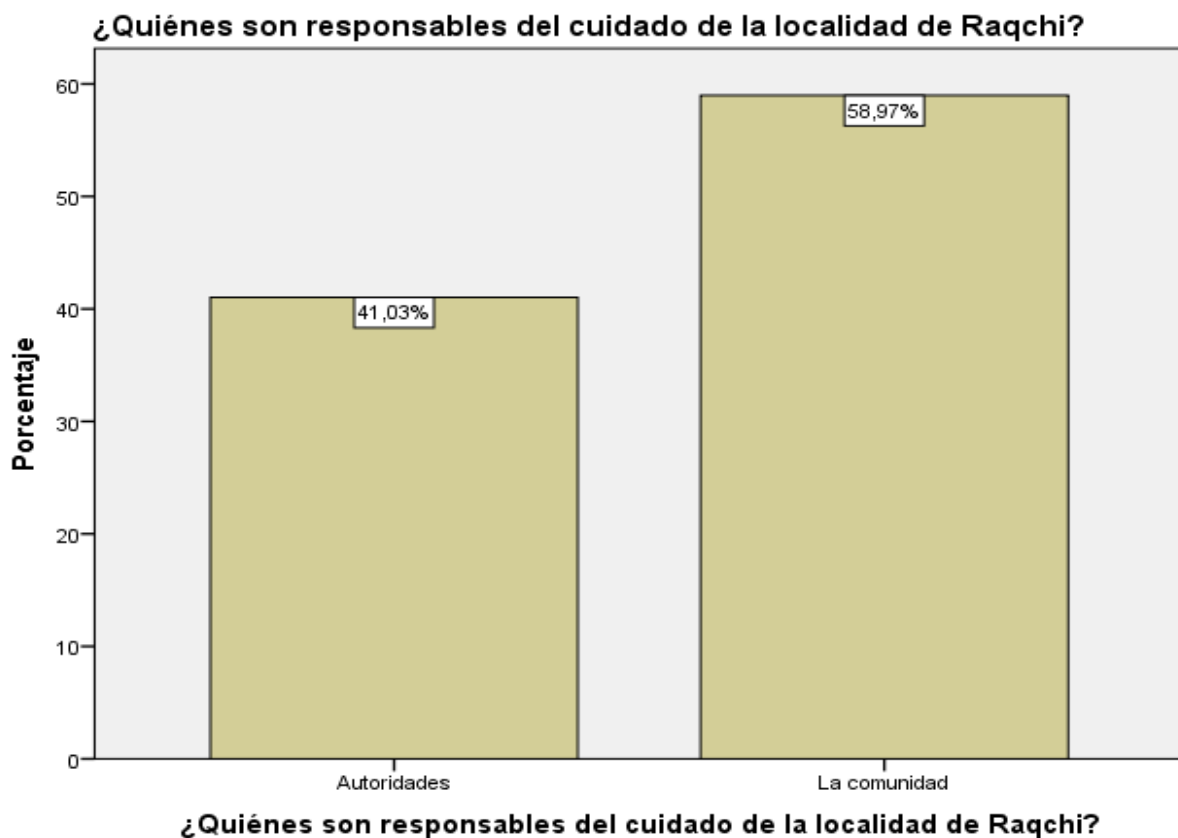 ¿Quiénes son responsables del cuidado de la localidad de Raqchi?
Porcentaje
60
50
40
30
20
10
0
41,03%
58,97%
Autoridades
La comunidad
¿Quiénes son responsables del cuidado de la localidad de Raqchi?